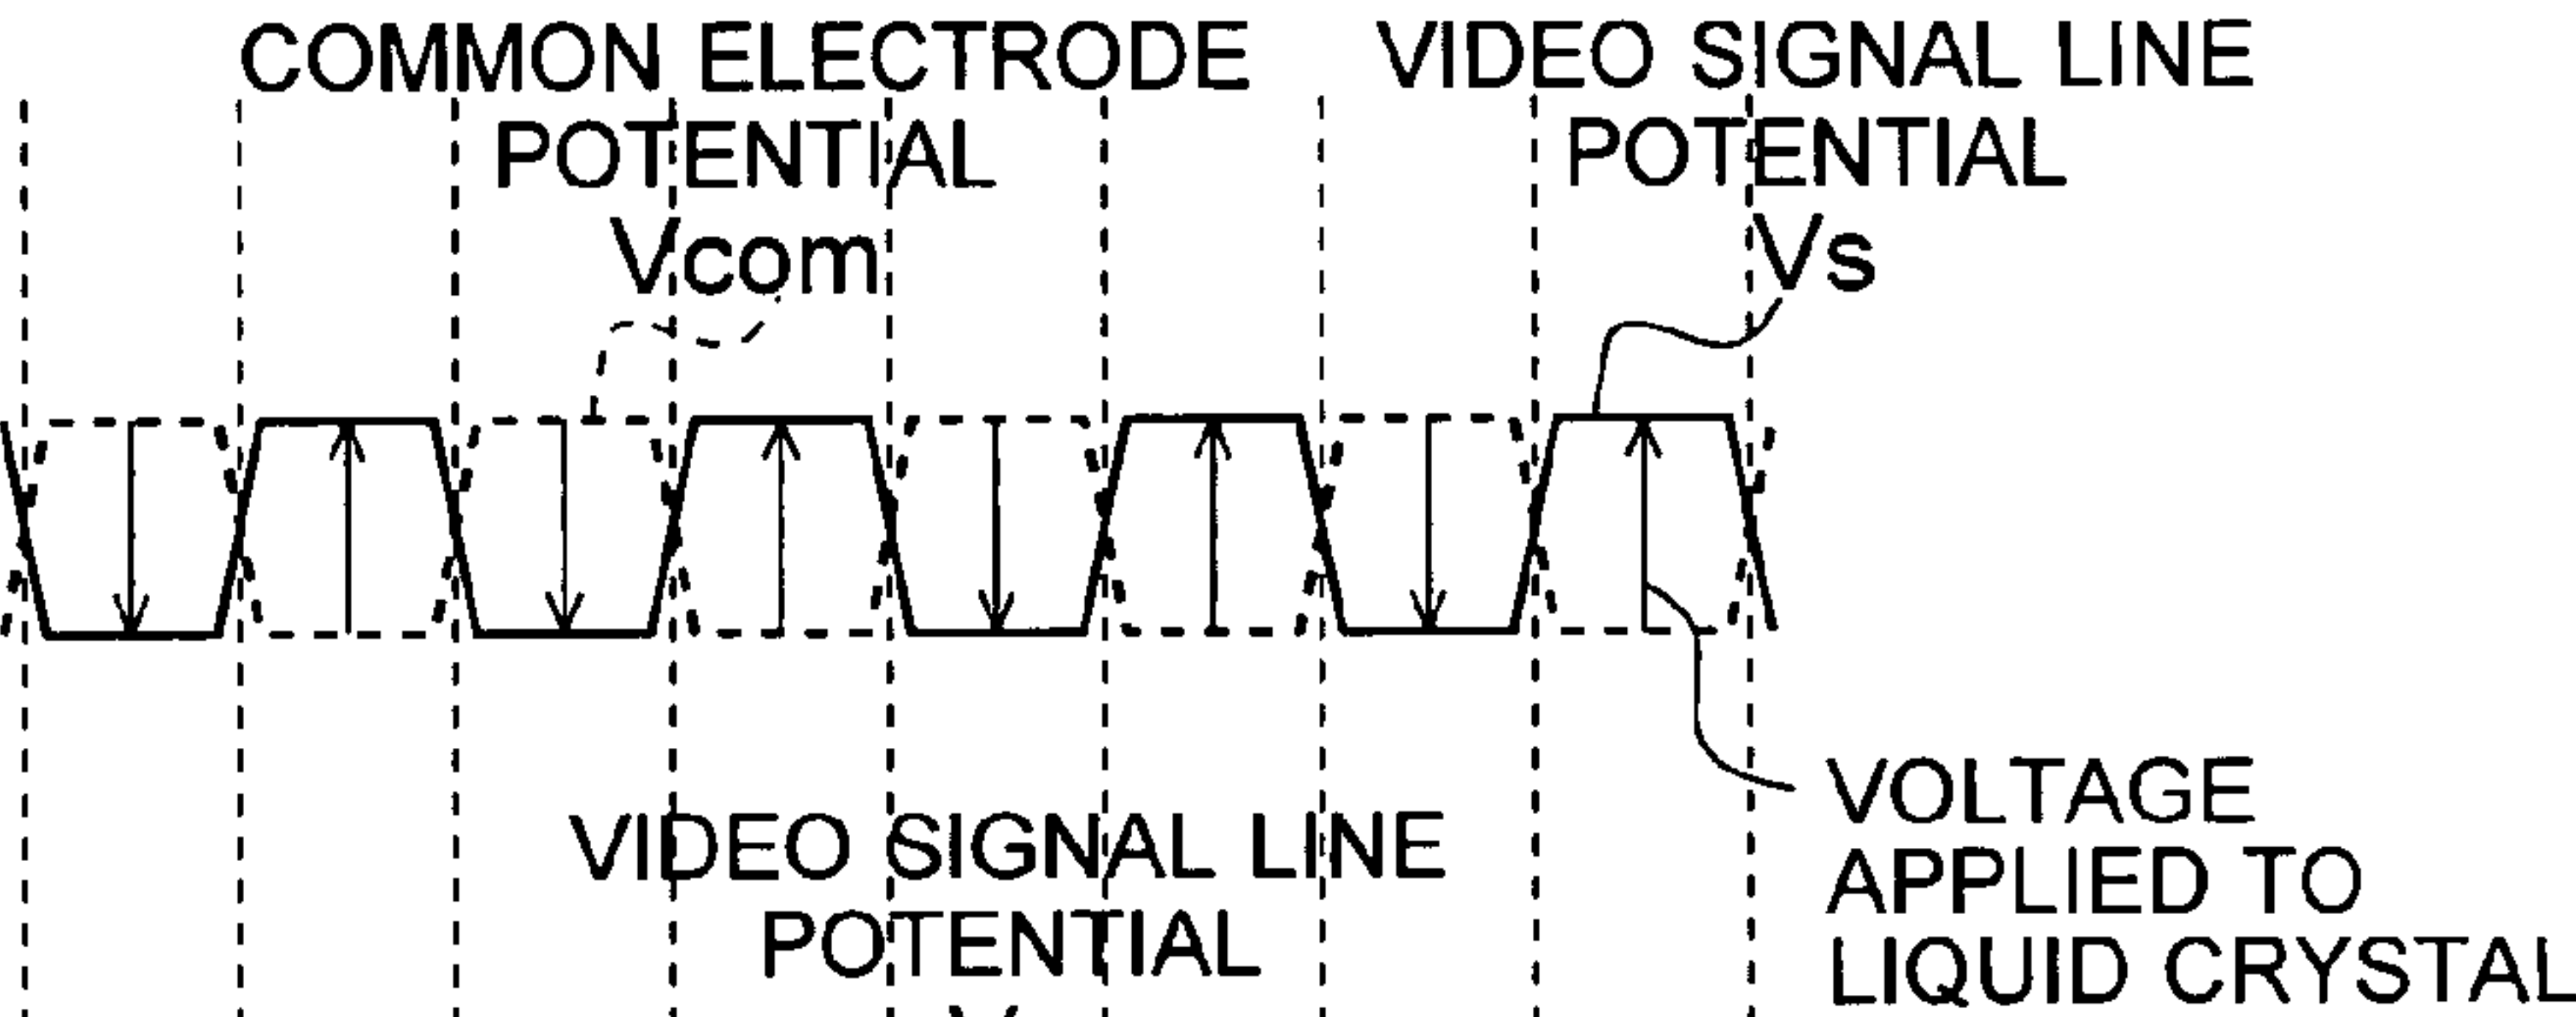 COMMON ELECTRODE
POTENTIAL
Vcom
VIDEO SIGNAL LINE
POTENTIAL
Vs
VIDEO SIGNAL LINE
POTENTIAL
VOLTAGE
APPLIED TO
LIQUID CRYSTAL